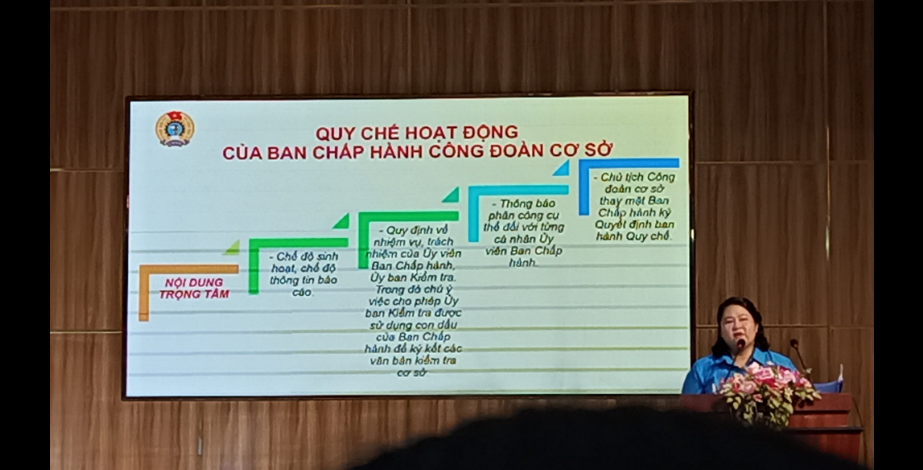 QUY CHẾ HOẠT ĐỘNG
CỦA BAN CHẤP HÀNH CÔNG ĐOÀN CƠ SỞ
NỘI DUNG
TRỌNG TÂM
- Chế độ sinh
hoạt, chế độ
thông tin báo
cáo.
- Quy định về
nhiệm vụ, trách
nhiệm của Ủy viên
Ban Chấp hành,
Ủy ban Kiểm tra.
Trong đó chú ý
việc cho phép Ủy
ban Kiểm tra được
sử dụng con dấu
của Ban Chấp
hành để ký kết các
văn bản kiểm tra
cơ sở
- Thông báo
phân công cụ
thể đối với từng
cá nhân Ủy
viên Ban Chấp
hành.
- Chủ tịch Công
đoàn cơ sở
thay mặt Ban
Chấp hành ký
Quyết định ban
hành Quy chế.